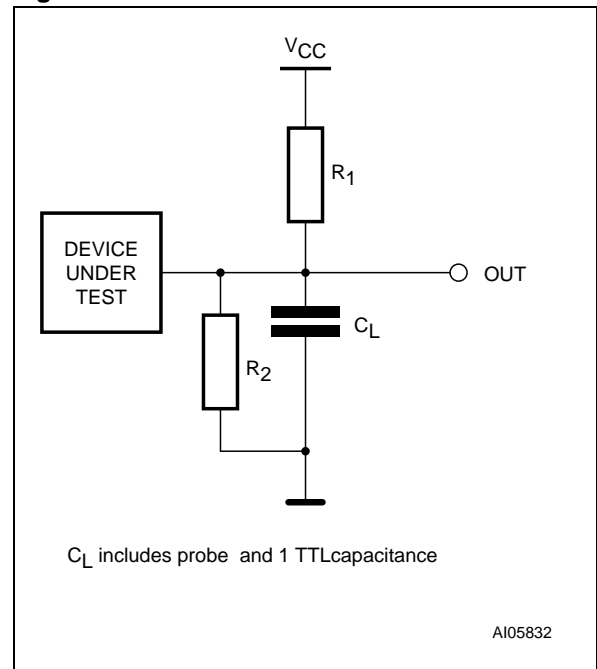 VCC
R1
DEVICE
UNDER
TEST
OUT
CL
R2
CL includes probe and 1 TTLcapacitance
AI05832